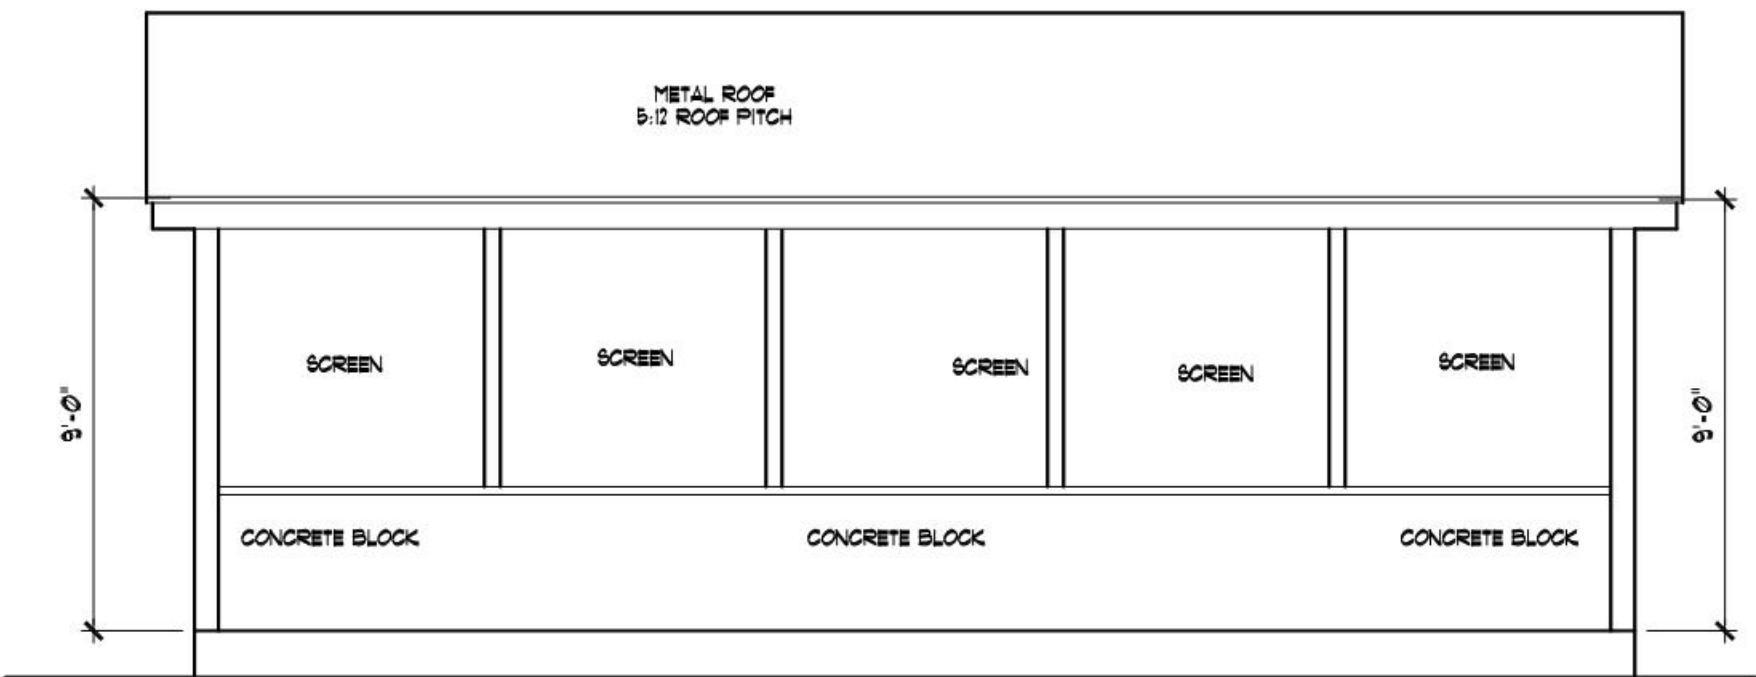 METAL ROOF
5:12 ROOF PITCH
SCREEN
SCREEN
SCREEN
SCREEN
SCREEN
9'-0"
9'-0"
CONCRETE BLOCK
CONCRETE BLOCK
CONCRETE BLOCK